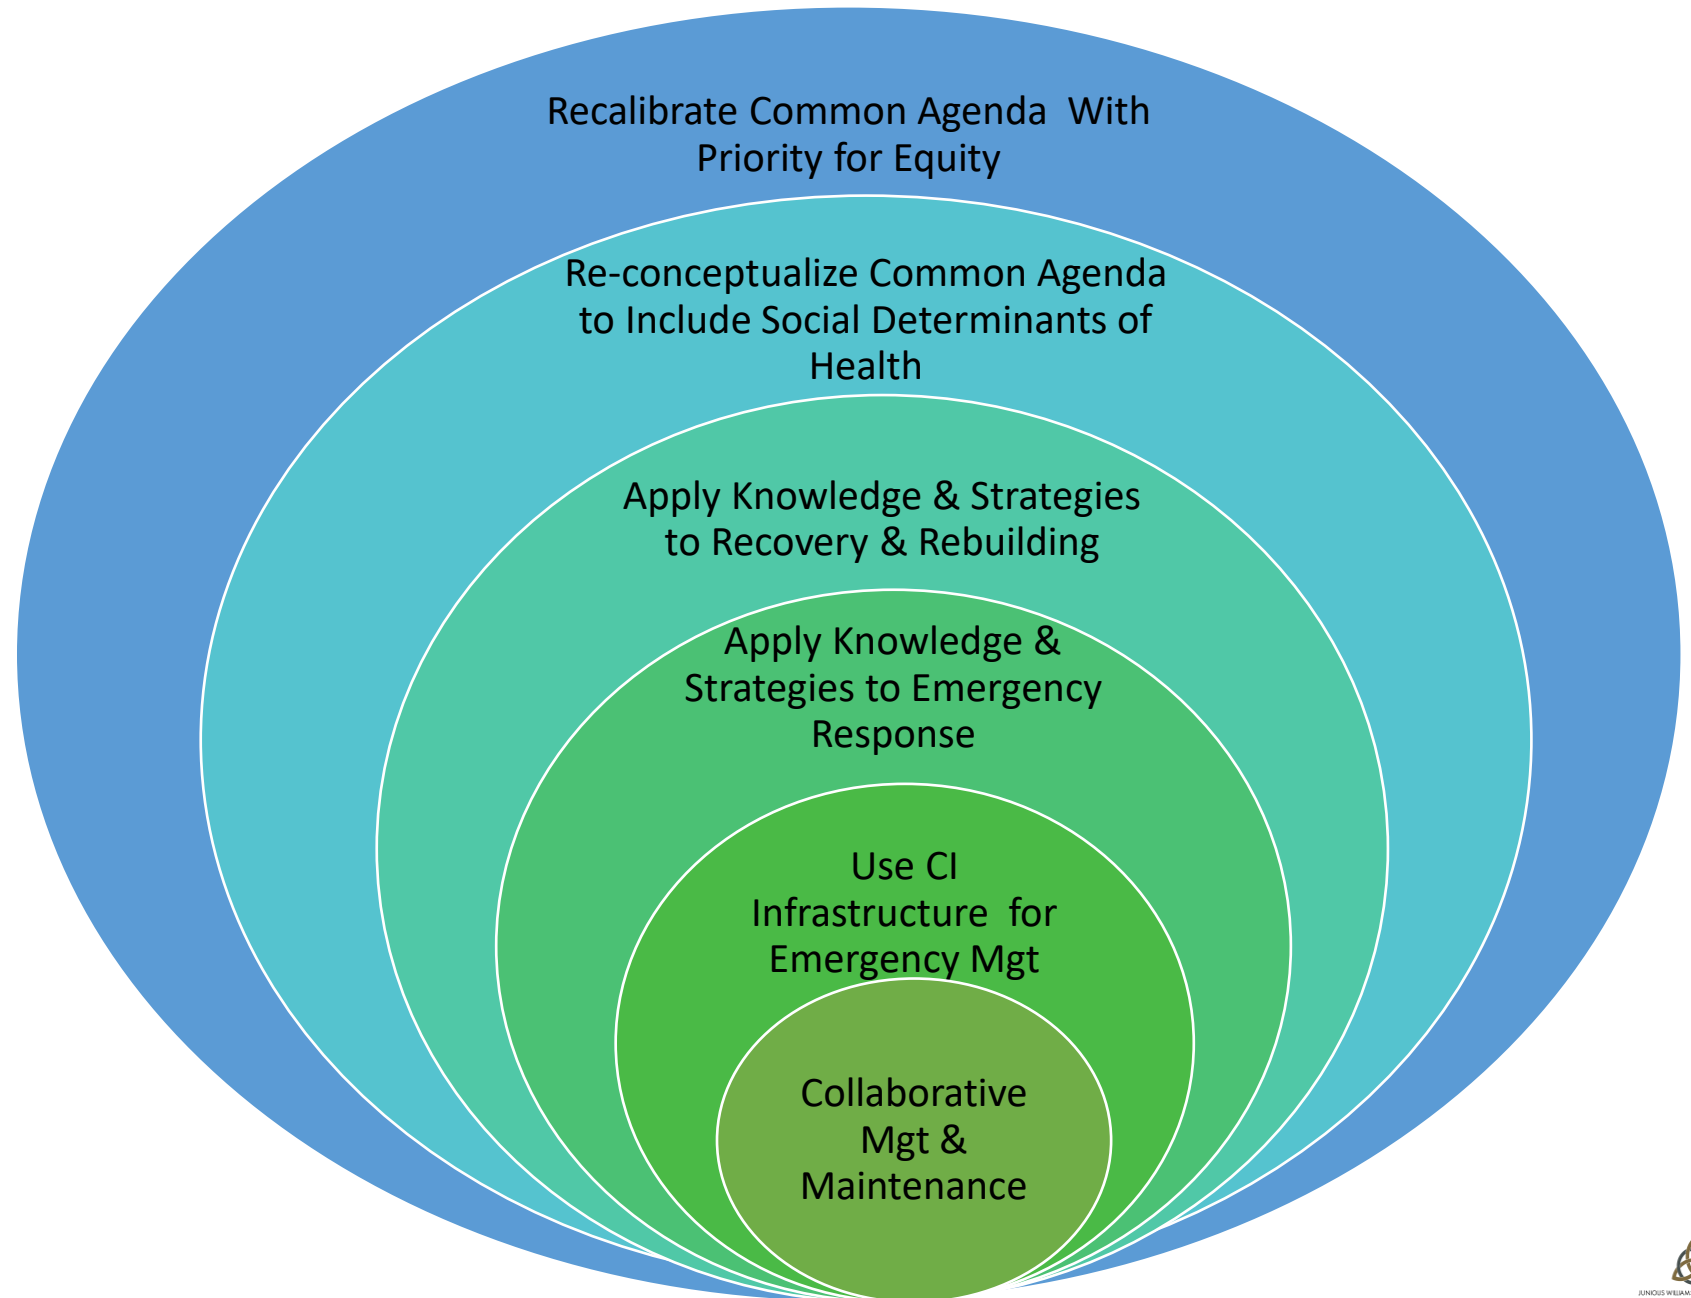 Recalibrate Common Agenda  With
Priority for Equity
Re-conceptualize Common Agenda
to Include Social Determinants of
Health
Apply Knowledge & Strategies
to Recovery & Rebuilding
Apply Knowledge &
Strategies to Emergency
Response
Use CI
Infrastructure  for
Emergency Mgt
Collaborative
Mgt &
Maintenance
JUNIOUS WILLIAMS